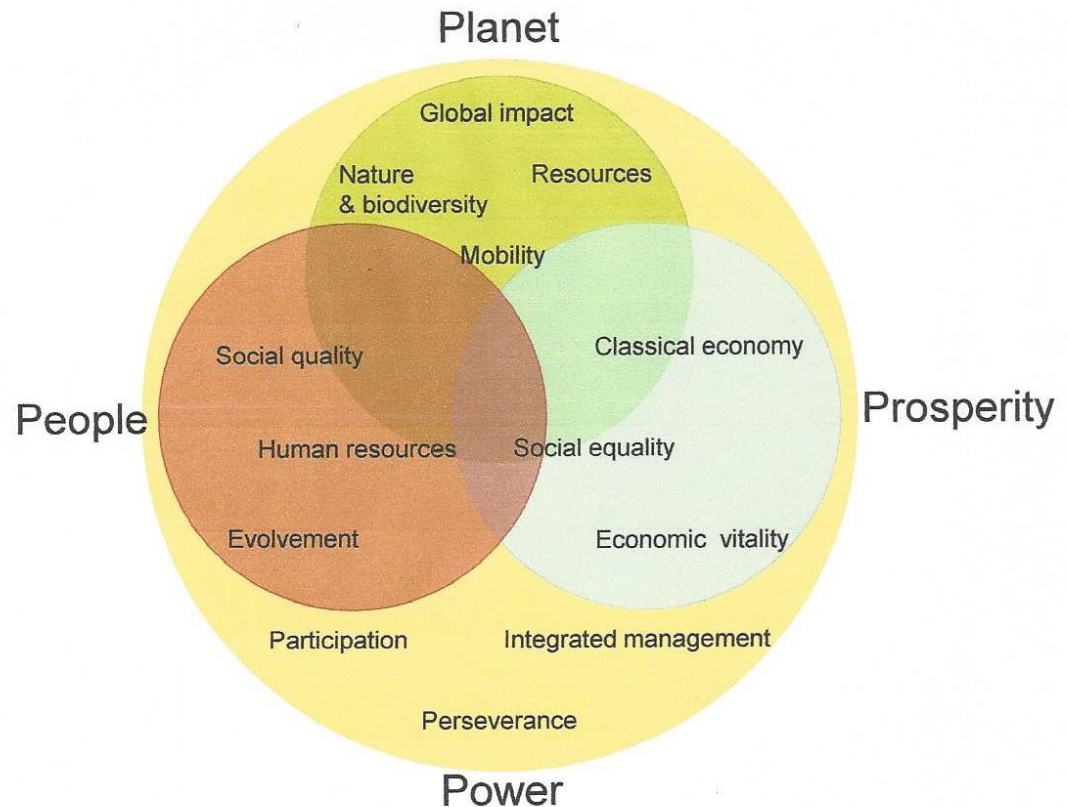 Planet
Global impact
Nature
& biodiversity
Resources
Mobility
Social quality
Classical economy
People
Prosperity
Human resources
Social equality
Evolvement
Economic vitality
Participation
Integrated management
Perseverance
Power